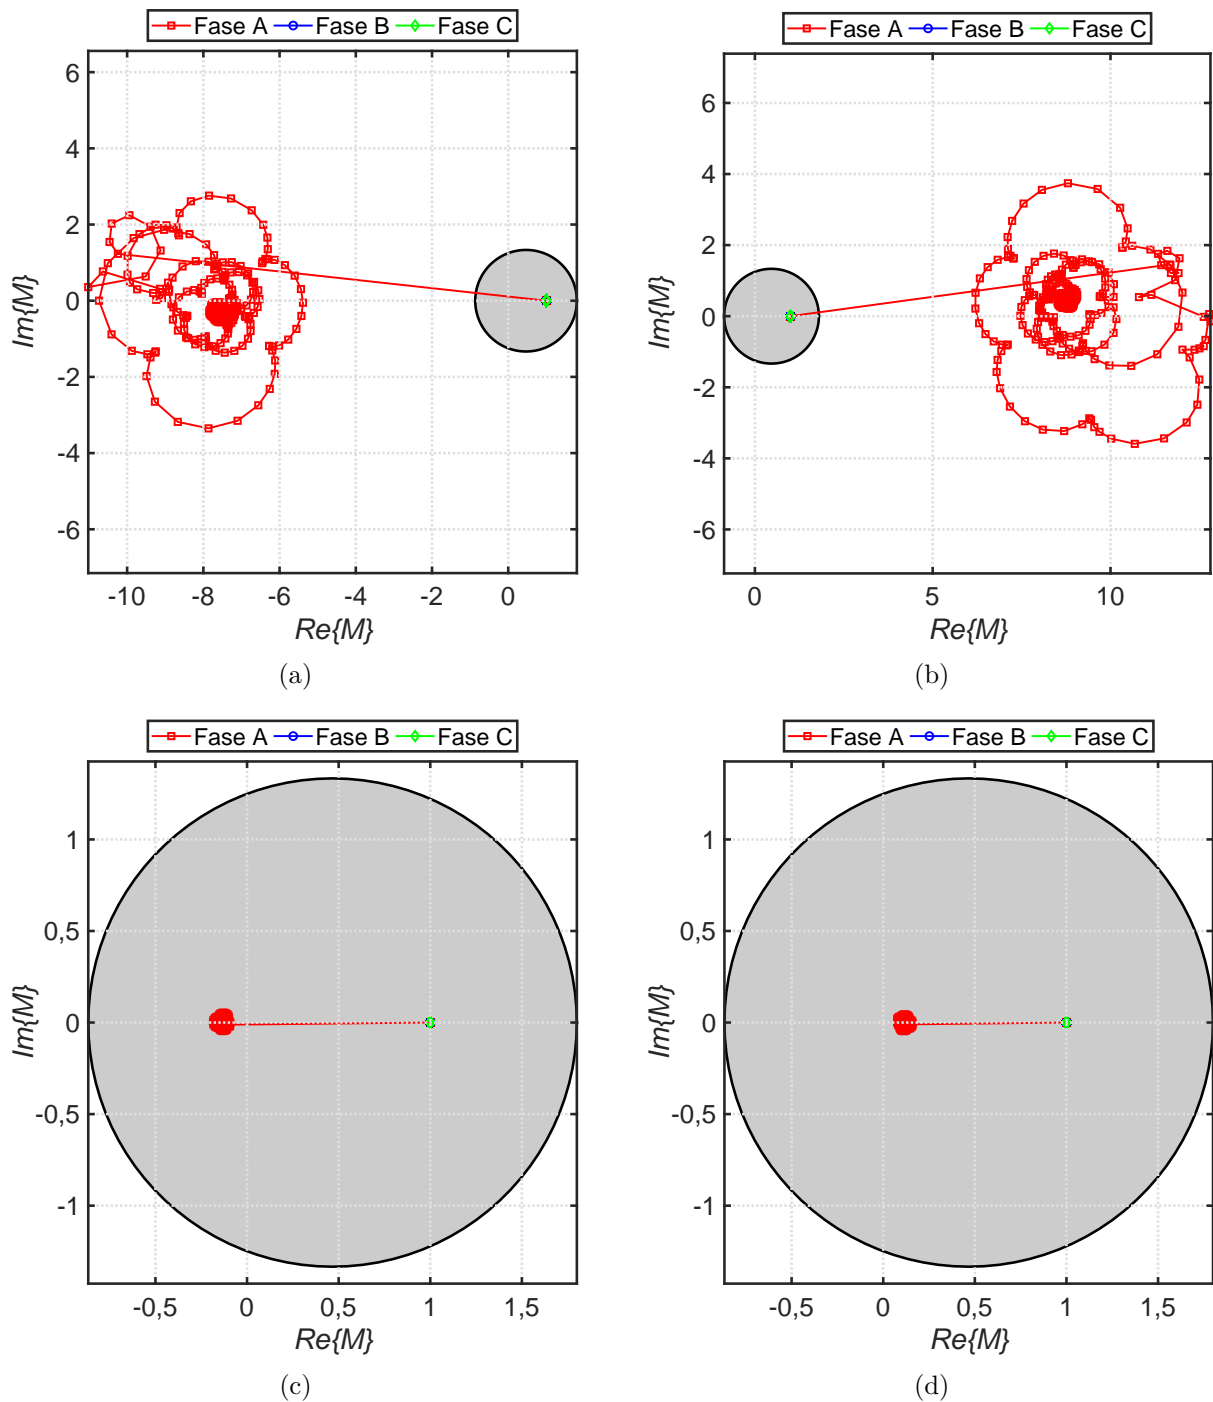 Fase A Fase B Fase C
6
4
2
0
-2
-4
-6
Im{M}
-10 -8 -6 -4 -2 0
Re{M}
(a)
Fase A Fase B Fase C
6
4
2
0
-2
-4
-6
Im{M}
0 5 10
Re{M}
(b)
Fase A Fase B Fase C
1
0,5
0
-0,5
-1
Im{M}
-0,5 0 0,5 1 1,5
Re{M}
(c)
Fase A Fase B Fase C
1
0,5
0
-0,5
-1
Im{M}
-0,5 0 0,5 1 1,5
Re{M}
(d)